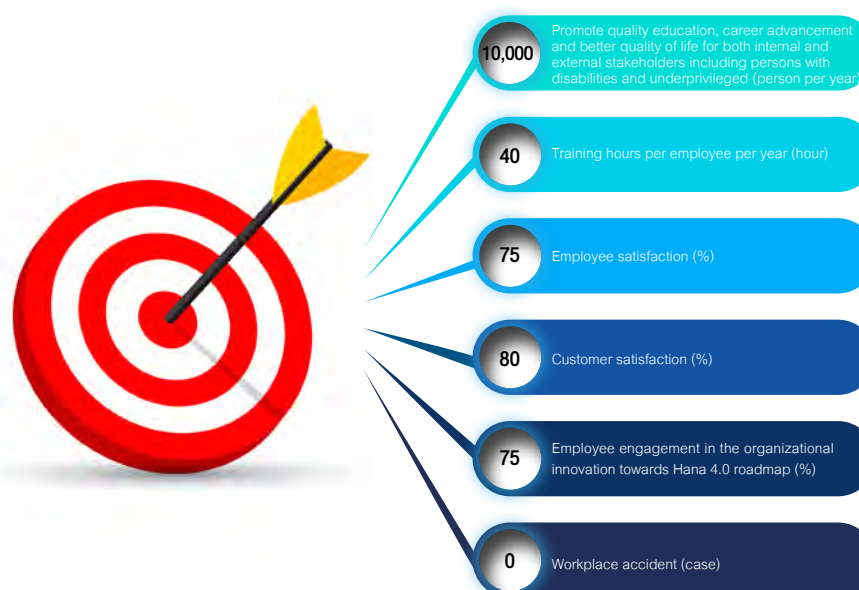 10,000
Promote quality education, career advancement
and better quality of life for both internal and
external stakeholders including persons with
disabilities and underprivileged (person per year)
40
Training hours per employee per year (hour)
75
Employee satisfaction (%)
80
Customer satisfaction (%)
75
Employee engagement in the organizational
innovation towards Hana 4.0 roadmap (%)
0
Workplace accident (case)